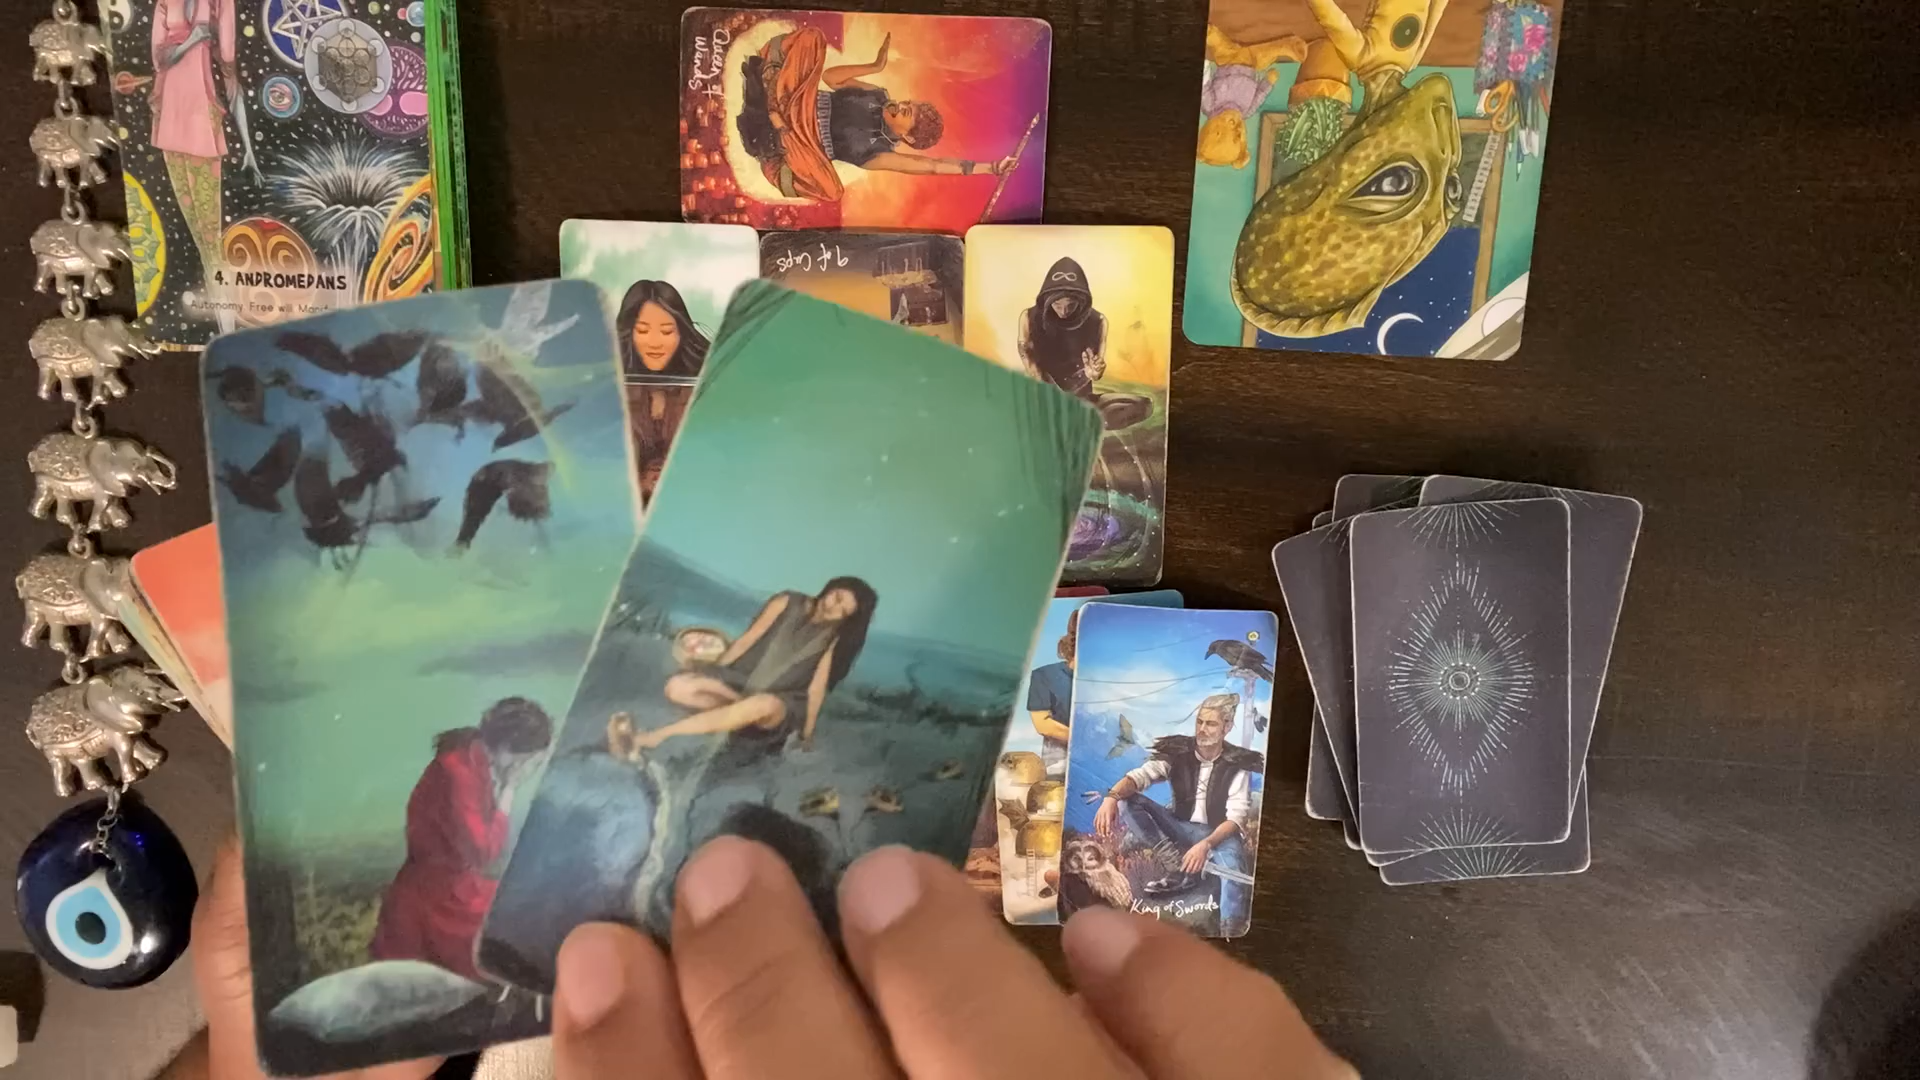 Queen of
Wands
9 of Cups
4. ANDROMEDANS
Autonomy Free will
King of Swords